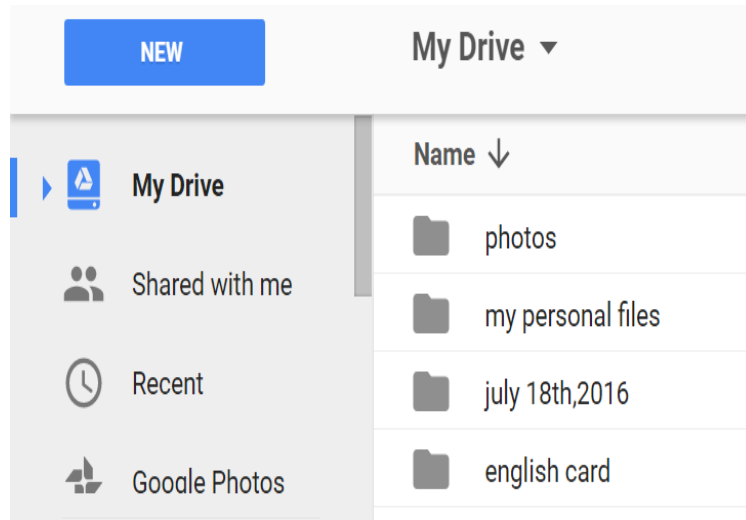 NEW
My Drive
My Drive
Shared with me
Recent
Google Photos
Name
photos
my personal files
july 18th,2016
english card